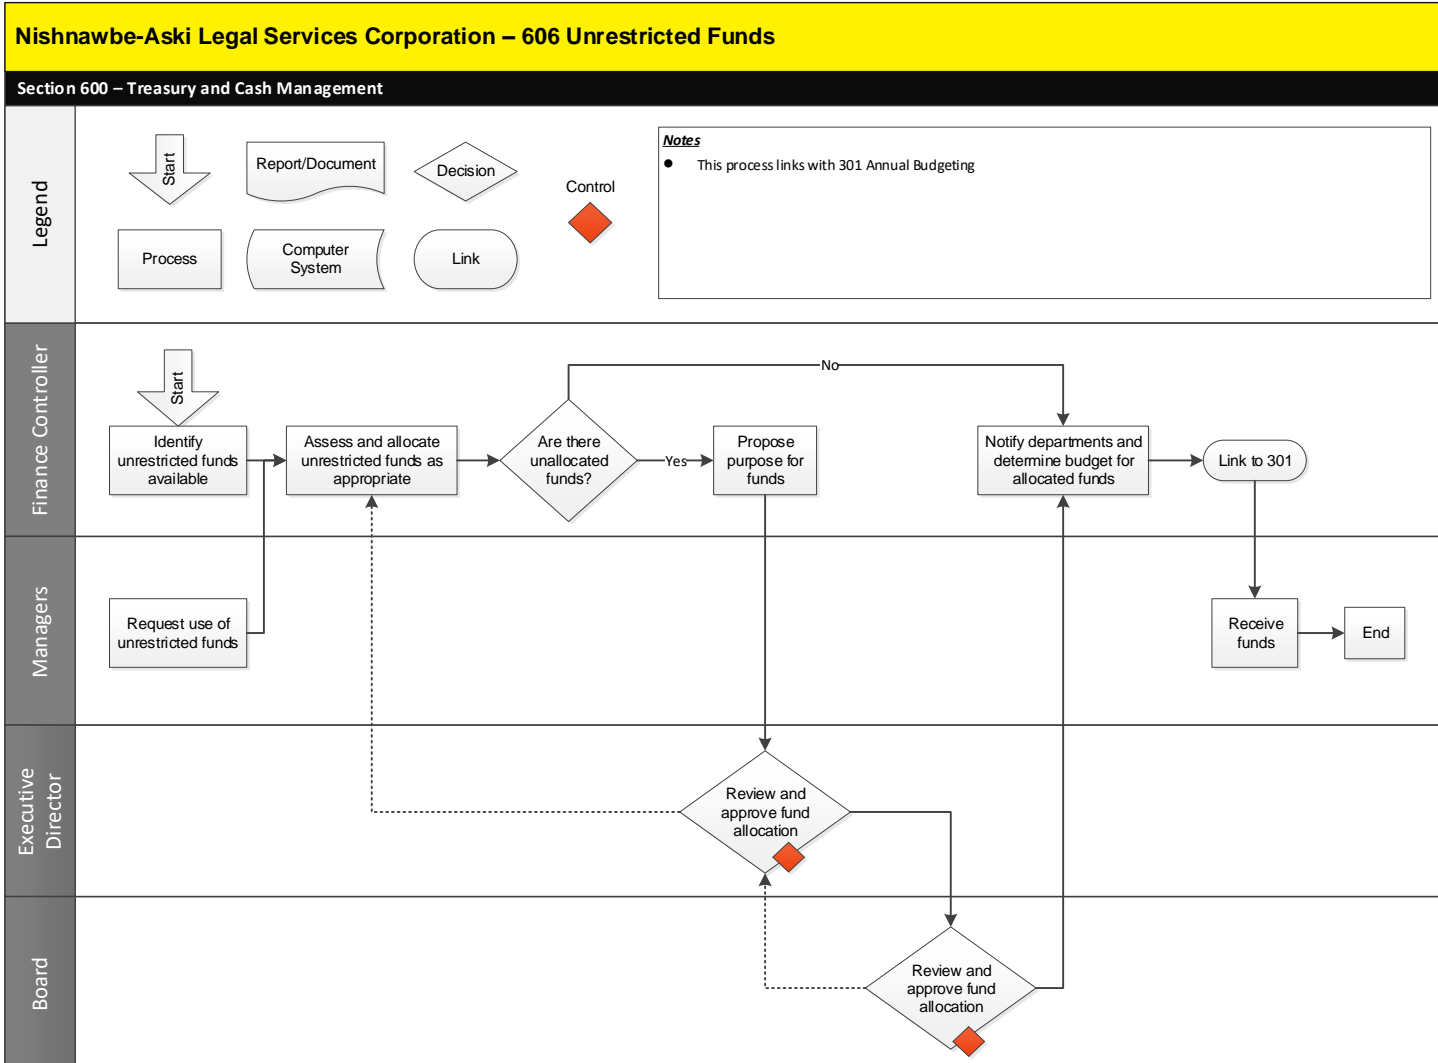 Nishnawbe-Aski Legal Services Corporation – 606 Unrestricted Funds
Section 600 – Treasury and Cash Management
Legend
Start
Report/Document
Decision
Control
Process
Computer
System
Link
Notes
● This process links with 301 Annual Budgeting
Finance Controller
Start
Identify
unrestricted funds
available
Assess and allocate
unrestricted funds as
appropriate
Are there
unallocated
funds?
No
Yes
Propose
purpose for
funds
Notify departments and
determine budget for
allocated funds
Link to 301
Managers
Request use of
unrestricted funds
Receive
funds
End
Executive
Director
Review and
approve fund
allocation
Board
Review and
approve fund
allocation